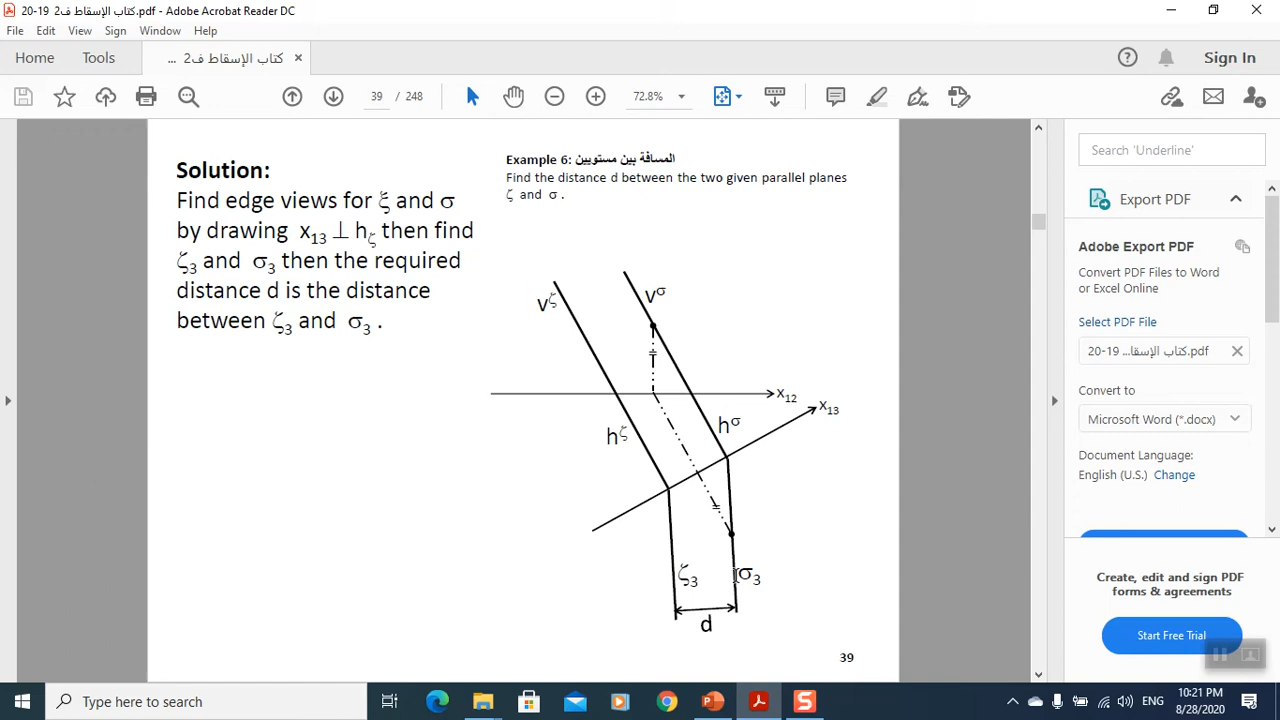 20-19 كتاب الإسقاط ف2.pdf - Adobe Acrobat Reader DC
File Edit View Sign Window Help
Home Tools ... كتاب الإسقاط ف2 × Sign In
39 / 248 72.8%
Solution:
Find edge views for ξ and σ
by drawing x13 ⊥ hζ then find
ζ3 and σ3 then the required
distance d is the distance
between ζ3 and σ3 .
Example 6: المسافة بين مستويين
Find the distance d between the two given parallel planes
ζ and σ .
vζ
vσ
x12
x13
hζ
hσ
ζ3
σ3
d
39
Search 'Underline'
Export PDF
Adobe Export PDF
Convert PDF Files to Word
or Excel Online
Select PDF File
20-19 ...كتاب الإسقا.pdf
Convert to
Microsoft Word (*.docx)
Document Language:
English (U.S.) Change
Create, edit and sign PDF
forms & agreements
Start Free Trial
Type here to search
ENG
10:21 PM
8/28/2020